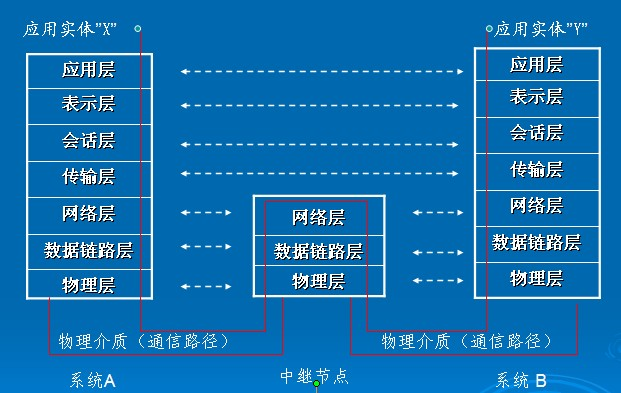 应用实体"X"
应用实体"Y"
应用层
表示层
会话层
传输层
网络层
数据链路层
物理层
网络层
数据链路层
物理层
应用层
表示层
会话层
传输层
网络层
数据链路层
物理层
物理介质（通信路径）
物理介质（通信路径）
系统A
中继节点
系统 B